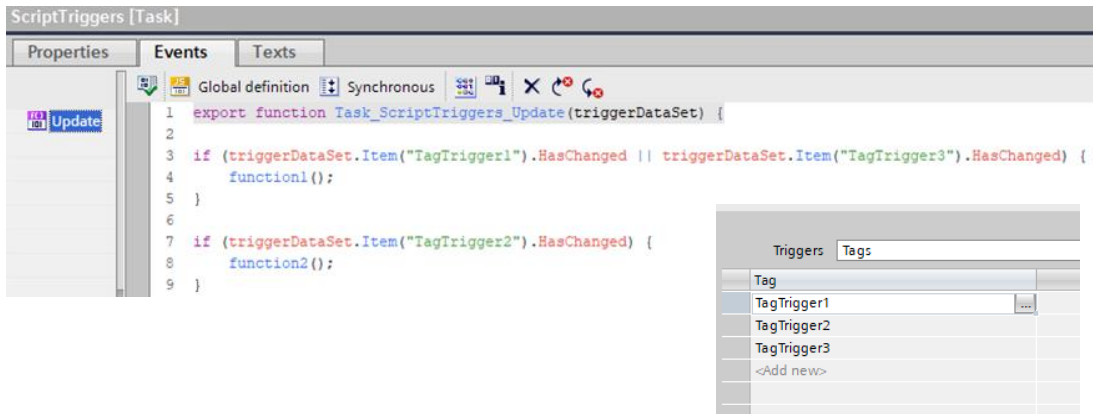 ScriptTriggers [Task]
Properties Events Texts
Global definition Synchronous
Update
1 export function Task_ScriptTriggers_Update(triggerDataSet) {
2
3 if (triggerDataSet.Item("TagTrigger1").HasChanged || triggerDataSet.Item("TagTrigger3").HasChanged) {
4 function1();
5 }
6
7 if (triggerDataSet.Item("TagTrigger2").HasChanged) {
8 function2();
9 }
Triggers Tags
Tag
TagTrigger1 ...
TagTrigger2
TagTrigger3
<Add new>